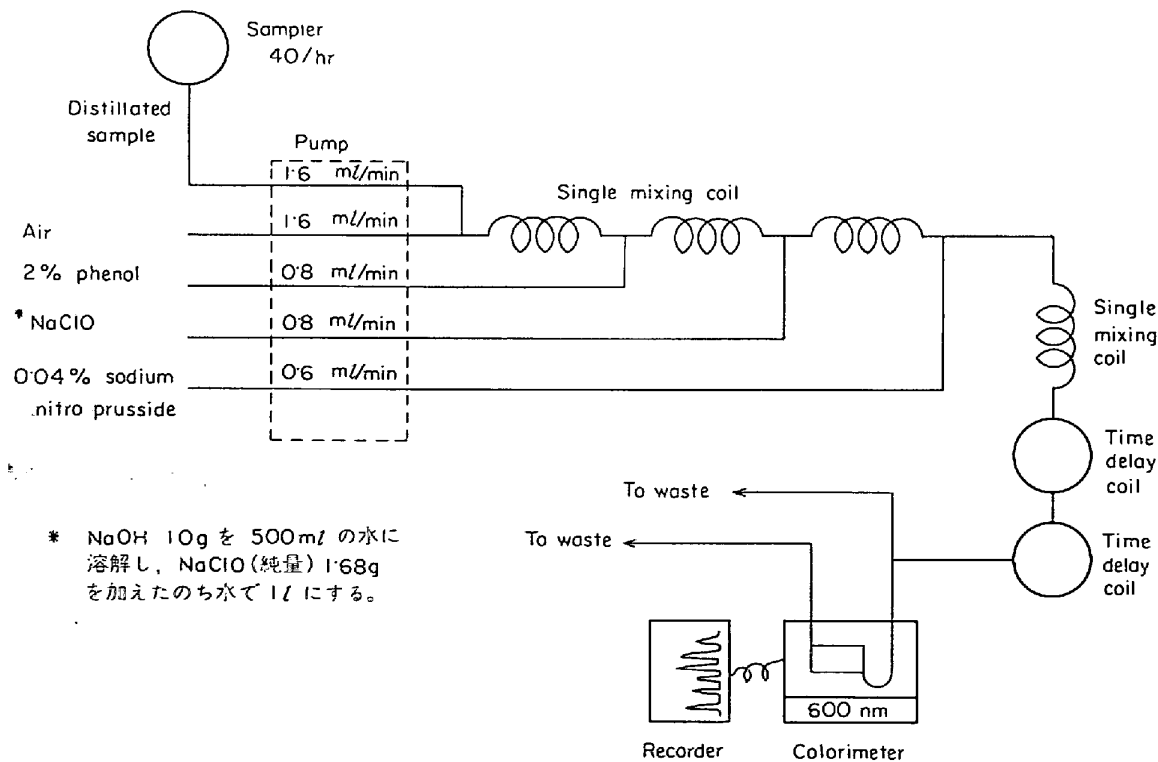 Sampler
40/hr
Distillated
sample
Pump
1·6 ml/min
Single mixing coil
1·6 ml/min
Air
2% phenol
0·8 ml/min
* NaClO
0·8 ml/min
0·04% sodium
nitro prusside
0·6 ml/min
Single
mixing
coil
Time
delay
coil
To waste
To waste
Time
delay
coil
* NaOH 10g を 500ml の水に
溶解し, NaClO(純量) 1·68g
を加えたのち水で 1l にする。
600 nm
Recorder
Colorimeter